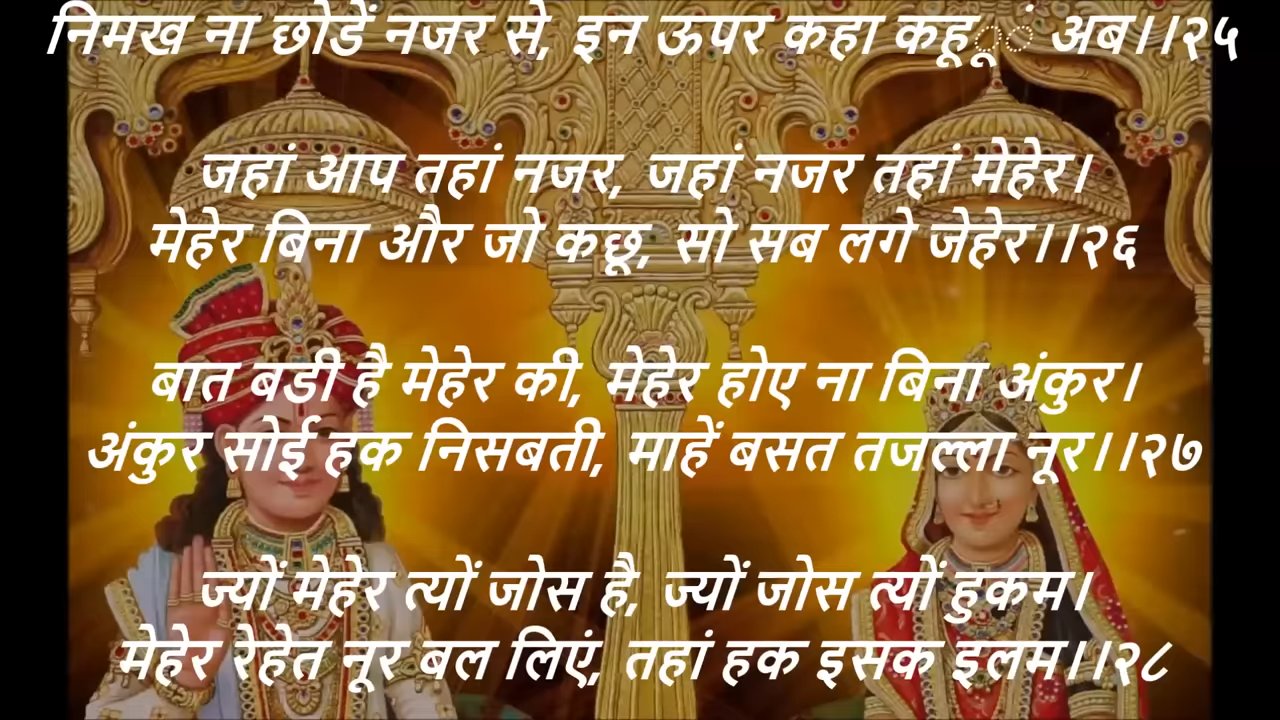 निमख ना छोडें नजर से, इन ऊपर कहा कहूूं अब।।२५
जहां आप तहां नजर, जहां नजर तहां मेहेर।
मेहेर बिना और जो कछू, सो सब लगे जेहेर।।२६
बात बडी है मेहेर की, मेहेर होए ना बिना अंकुर।
अंकुर सोई हक निसबती, माहें बसत तजल्ला नूर।।२७
ज्यों मेहेर त्यों जोस है, ज्यों जोस त्यों हुकम।
मेहेर रेहेत नूर बल लिएं, तहां हक इसक इलम।।२८